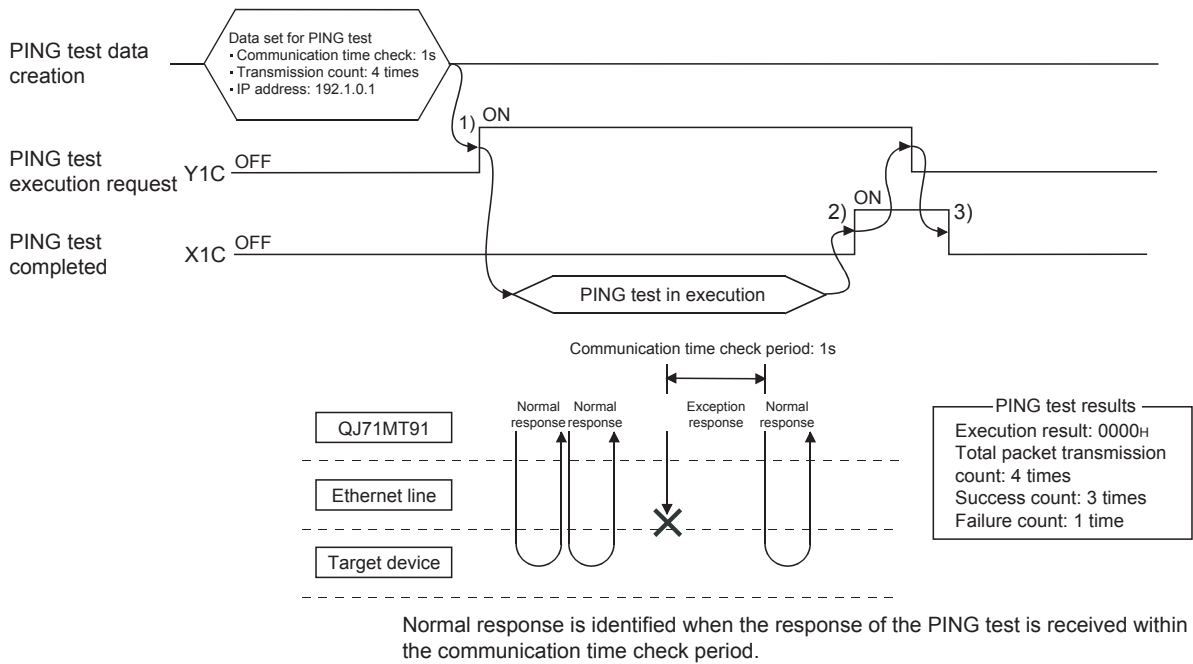 PING test data
creation
Data set for PING test
▪ Communication time check: 1s
▪ Transmission count: 4 times
▪ IP address: 192.1.0.1
PING test
execution request
Y1C
OFF
1)
ON
PING test
completed
X1C
OFF
2)
ON
3)
PING test in execution
Communication time check period: 1s
Normal
response
Normal
response
Exception
response
Normal
response
QJ71MT91
Ethernet line
Target device
PING test results
Execution result: 0000H
Total packet transmission
count: 4 times
Success count: 3 times
Failure count: 1 time
Normal response is identified when the response of the PING test is received within
the communication time check period.